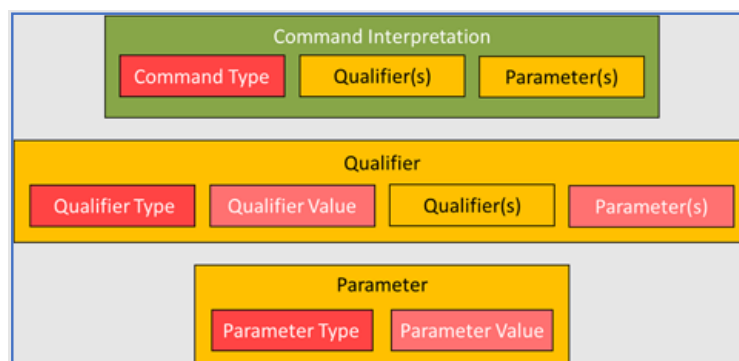 Command Interpretation
Command Type Qualifier(s) Parameter(s)
Qualifier
Qualifier Type Qualifier Value Qualifier(s) Parameter(s)
Parameter
Parameter Type Parameter Value